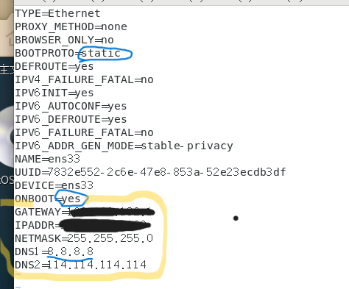 TYPE=Ethernet
PROXY_METHOD=none
BROWSER_ONLY=no
BOOTPROTO=static
DEFROUTE=yes
IPV4_FAILURE_FATAL=no
IPV6INIT=yes
IPV6_AUTOCONF=yes
IPV6_DEFROUTE=yes
IPV6_FAILURE_FATAL=no
IPV6_ADDR_GEN_MODE=stable-privacy
NAME=ens33
UUID=7832e552-2c6e-47e8-853a-52e23ecdb3df
DEVICE=ens33
ONBOOT=yes
GATEWAY=
IPADDR=
NETMASK=255.255.255.0
DNS1=8.8.8.8
DNS2=114.114.114.114